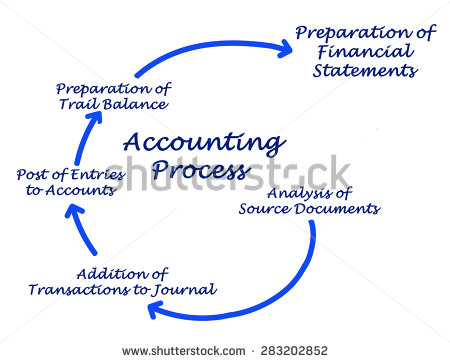 Preparation of
Financial
Statements
Preparation of
Trail Balance
Accounting
Process
Post of Entries
to Accounts
Analysis of
Source Documents
Addition of
Transactions to Journal
shutterstock
www.shutterstock.com · 283202852